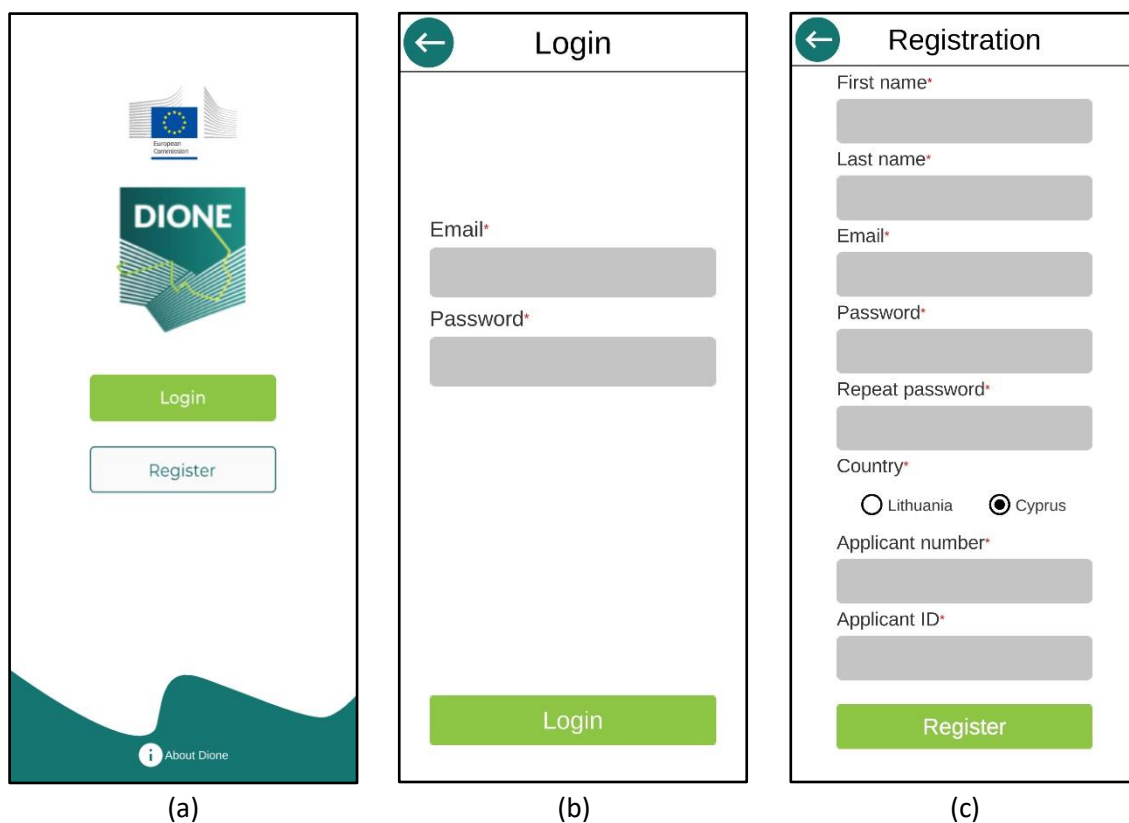 European
Commission
DIONE
Login
Register
i About Dione
(a)
Login
Email*
Password*
Login
(b)
Registration
First name*
Last name*
Email*
Password*
Repeat password*
Country*
Lithuania Cyprus
Applicant number*
Applicant ID*
Register
(c)